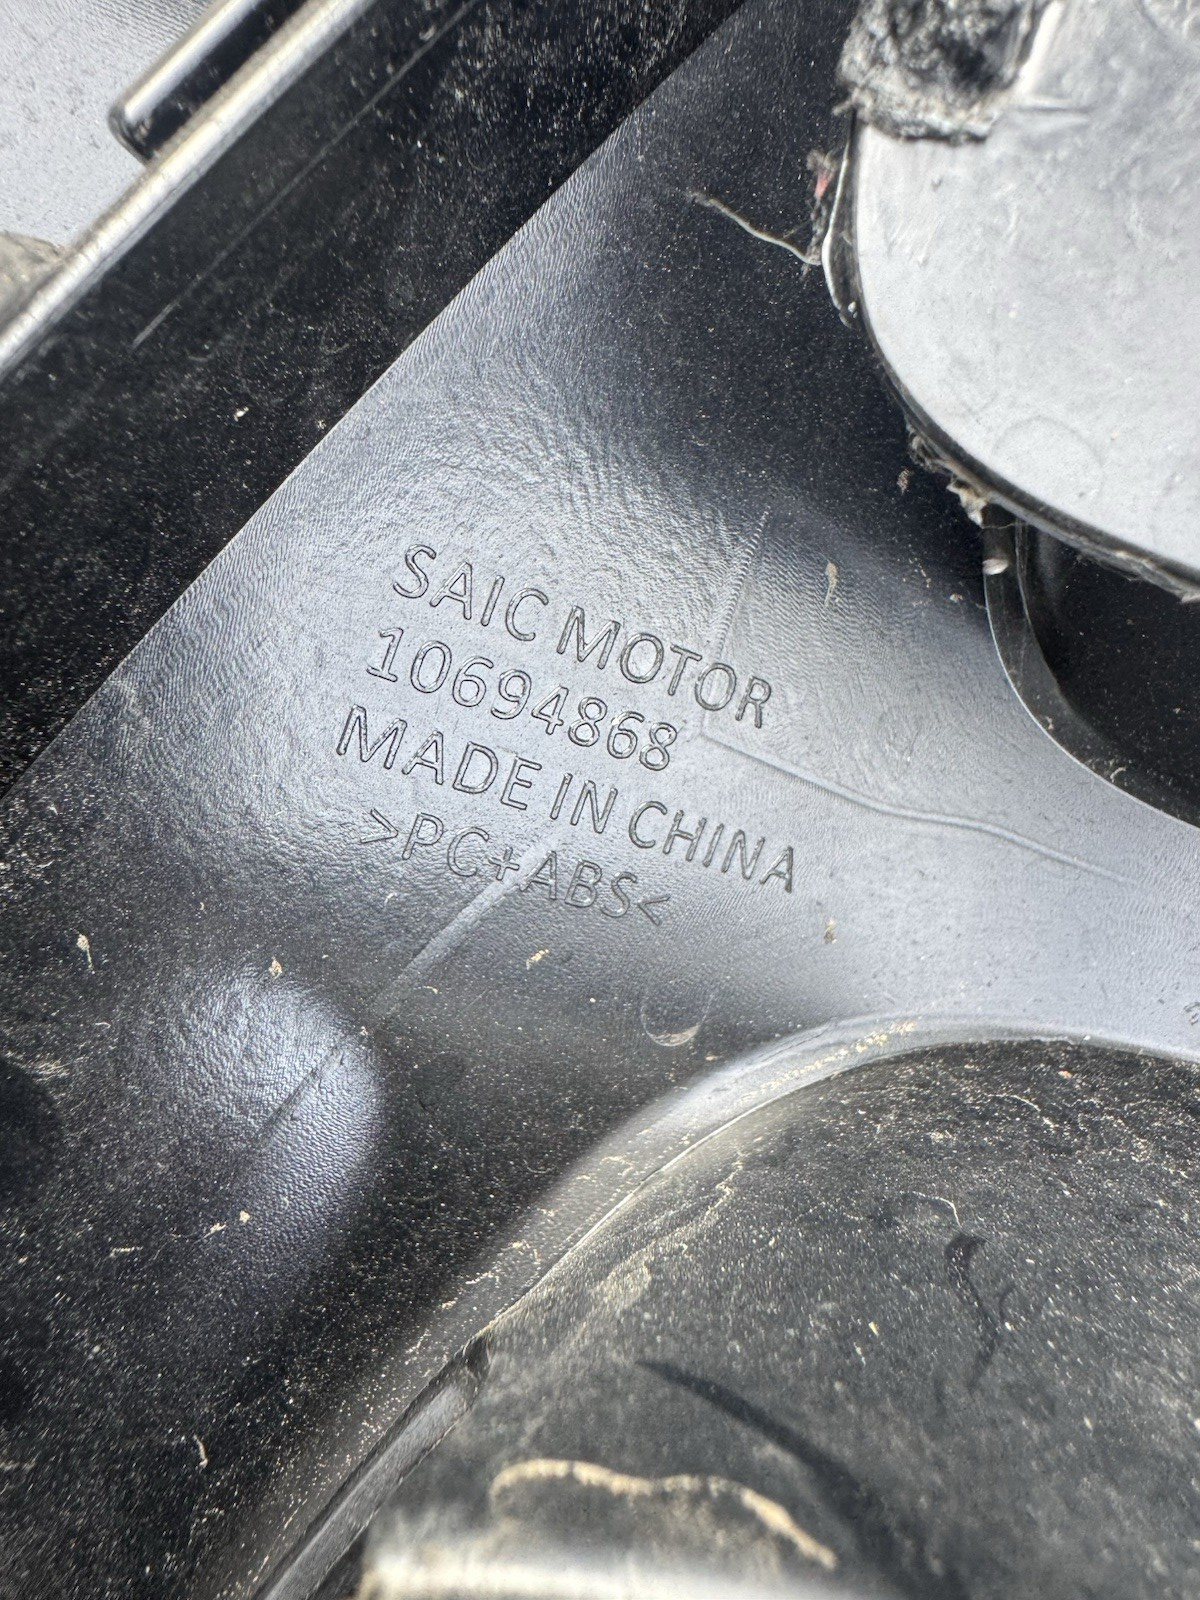 SAIC MOTOR
10694868
MADE IN CHINA
>PC+ABS<